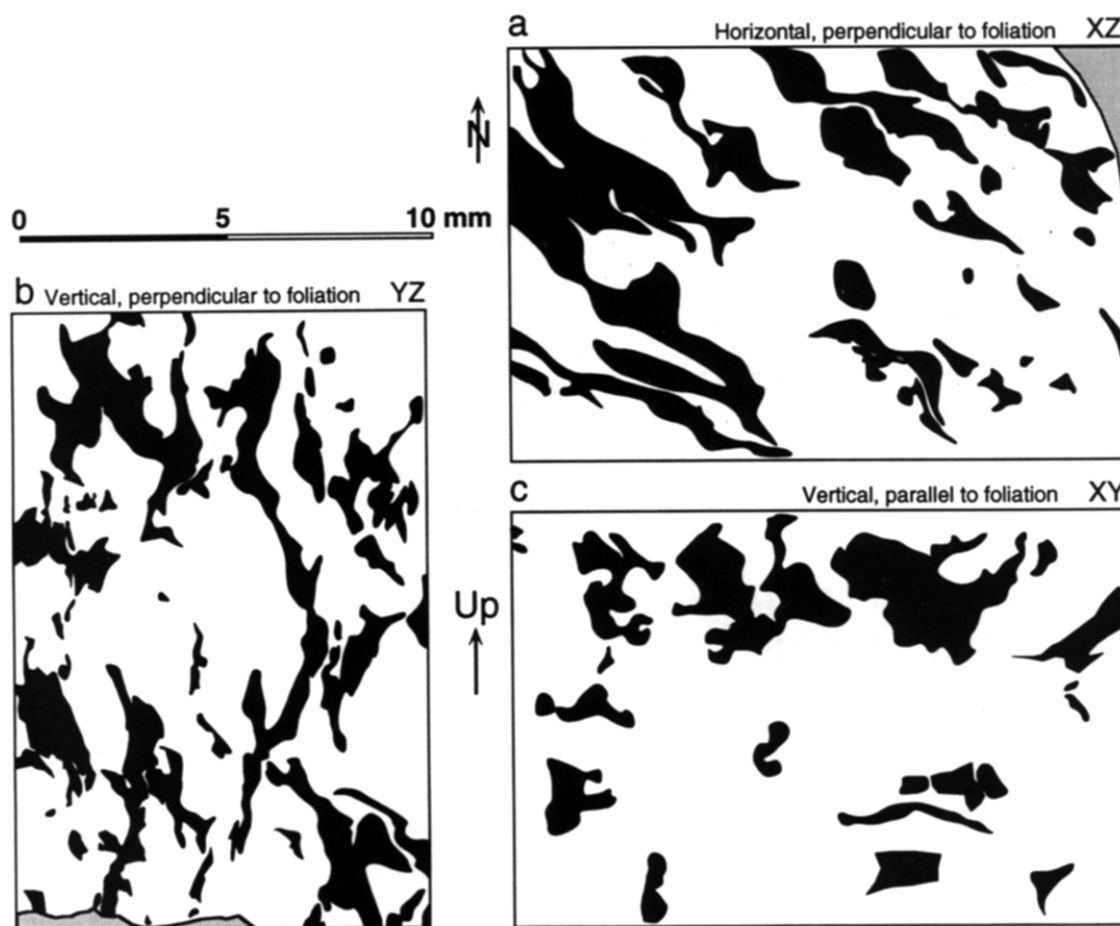 a
Horizontal, perpendicular to foliation XZ
N
0 5 10 mm
b Vertical, perpendicular to foliation YZ
c
Vertical, parallel to foliation XY
Up